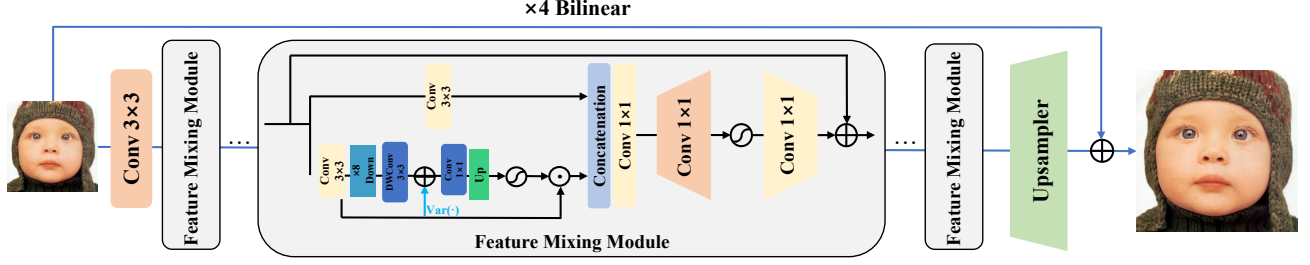 ×4 Bilinear
Conv 3×3
Feature Mixing Module
...
Conv
3×3
Conv
3×3
×8
Down
DWConv
3×3
Var(·)
Conv
1×1
Up
Concatenation
Conv 1×1
Conv 1×1
Conv 1×1
Feature Mixing Module
...
Feature Mixing Module
Upsampler